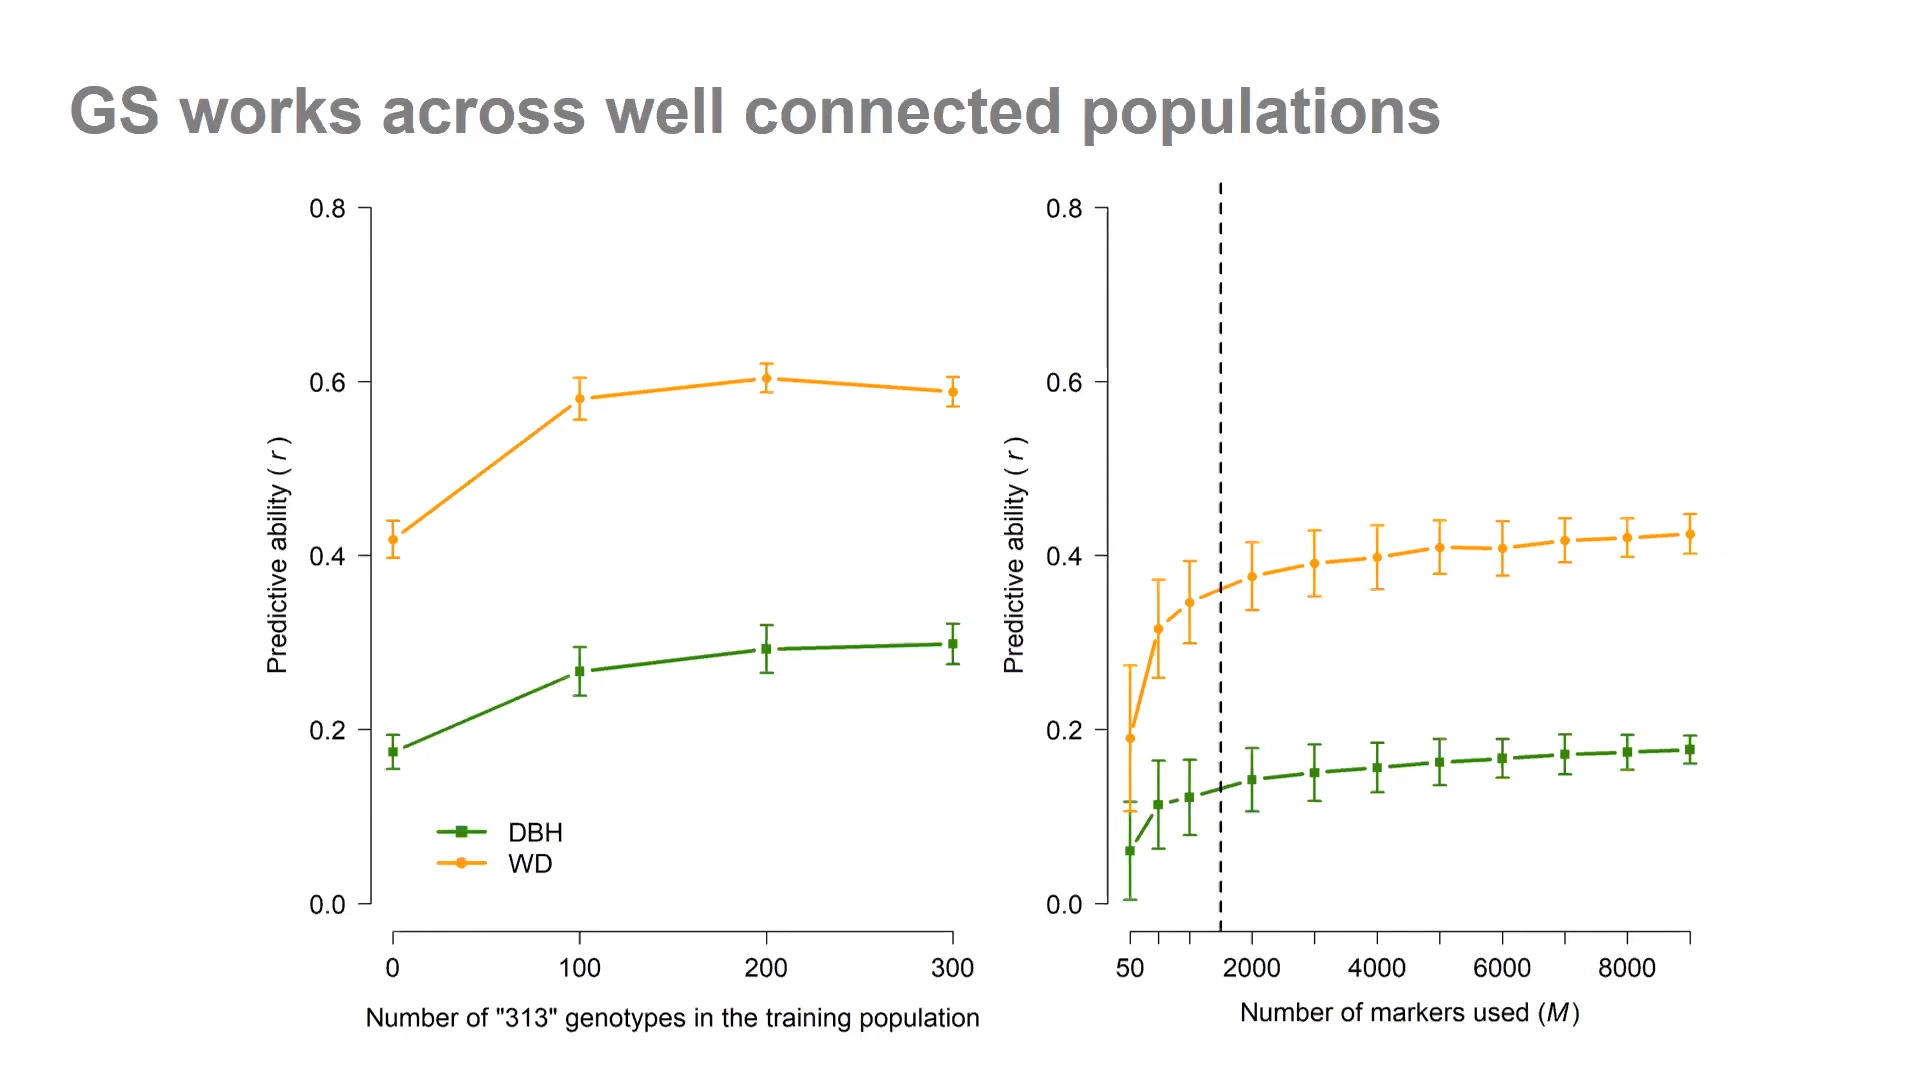 GS works across well connected populations
0.8
0.6
0.4
0.2
0.0
Predictive ability ( r )
DBH
WD
0 100 200 300
Number of "313" genotypes in the training population
0.8
0.6
0.4
0.2
0.0
Predictive ability ( r )
50 2000 4000 6000 8000
Number of markers used (M)